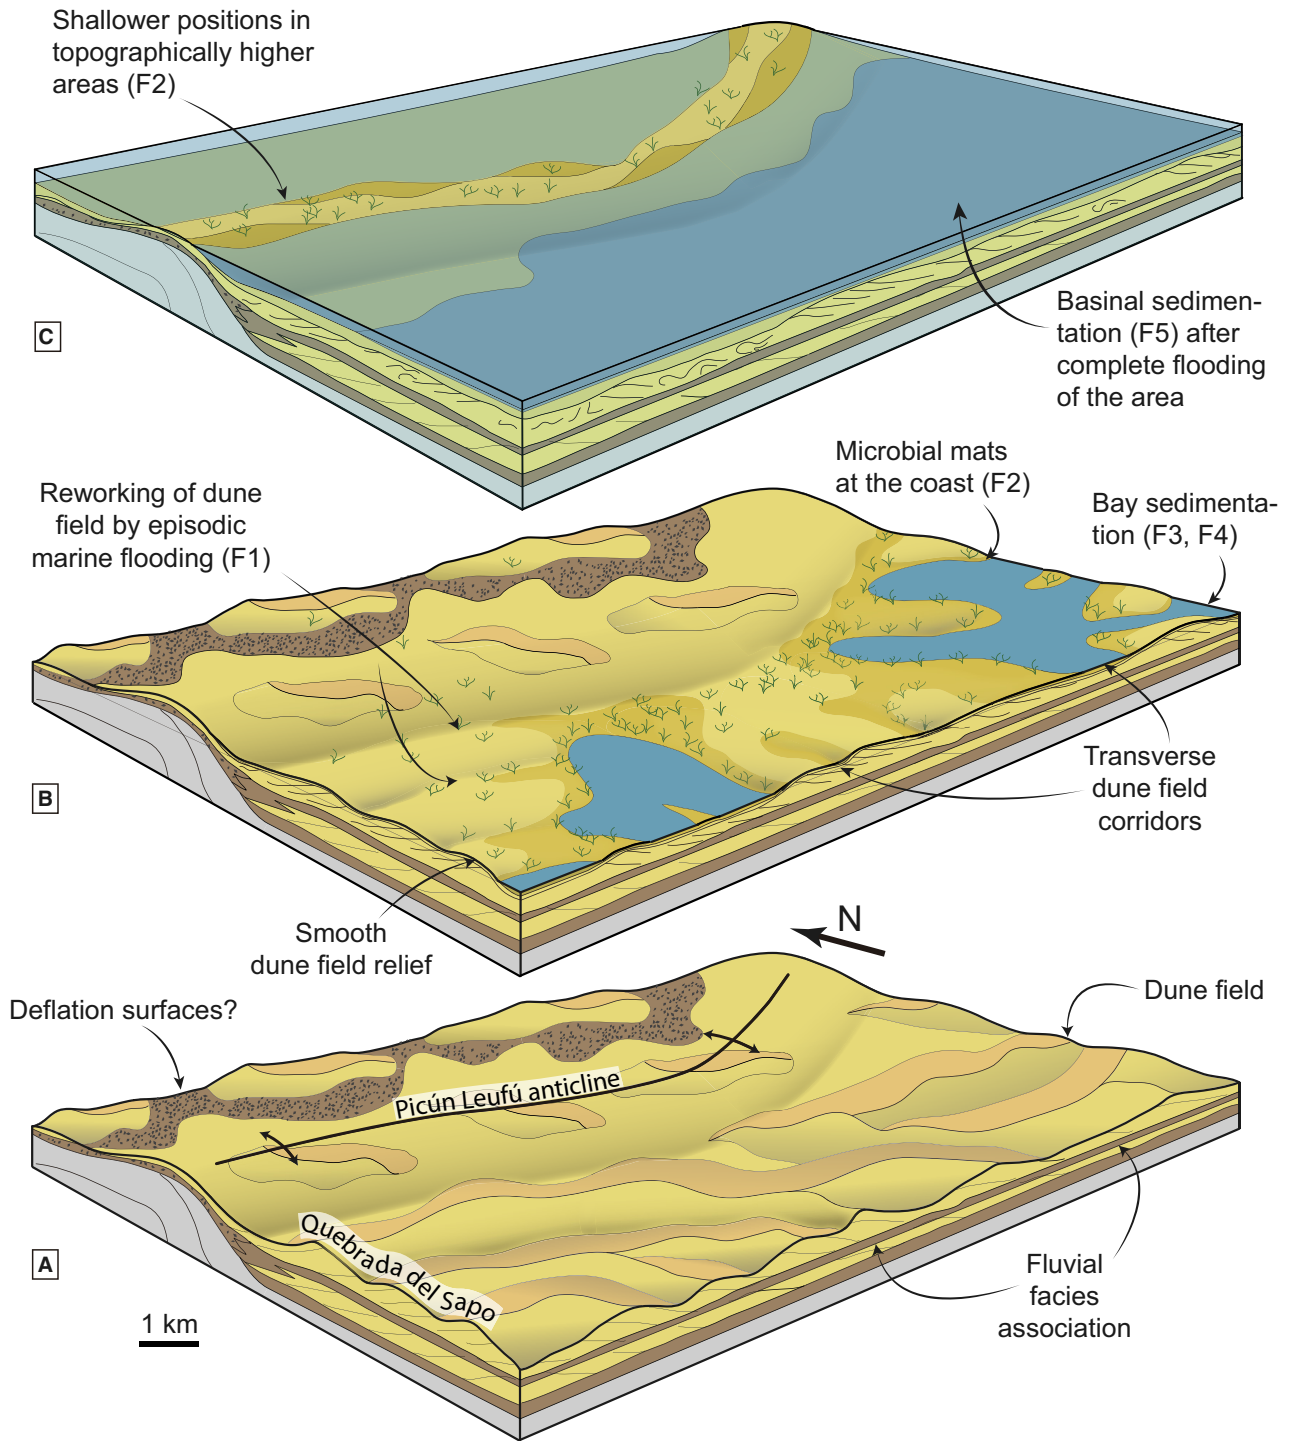 Shallower positions in
topographically higher
areas (F2)
Basinal sedimen-
tation (F5) after
complete flooding
of the area
C
Microbial mats
at the coast (F2)
Reworking of dune
field by episodic
marine flooding (F1)
Bay sedimenta-
tion (F3, F4)
B
Transverse
dune field
corridors
Smooth
dune field relief
N
Deflation surfaces?
Dune field
Picún Leufú anticline
Quebrada del Sapo
A
Fluvial
facies
association
1 km